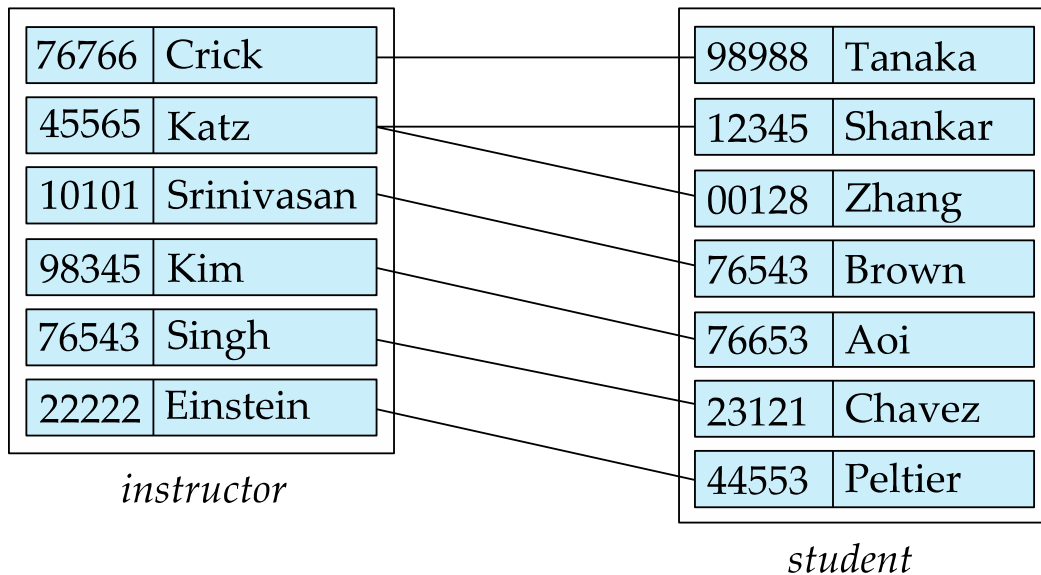 76766 Crick
45565 Katz
10101 Srinivasan
98345 Kim
76543 Singh
22222 Einstein
instructor
98988 Tanaka
12345 Shankar
00128 Zhang
76543 Brown
76653 Aoi
23121 Chavez
44553 Peltier
student